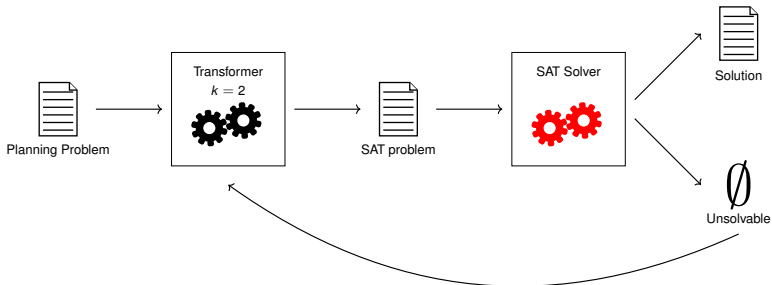 Planning Problem
Transformer
k = 2
SAT problem
SAT Solver
Solution
∅
Unsolvable